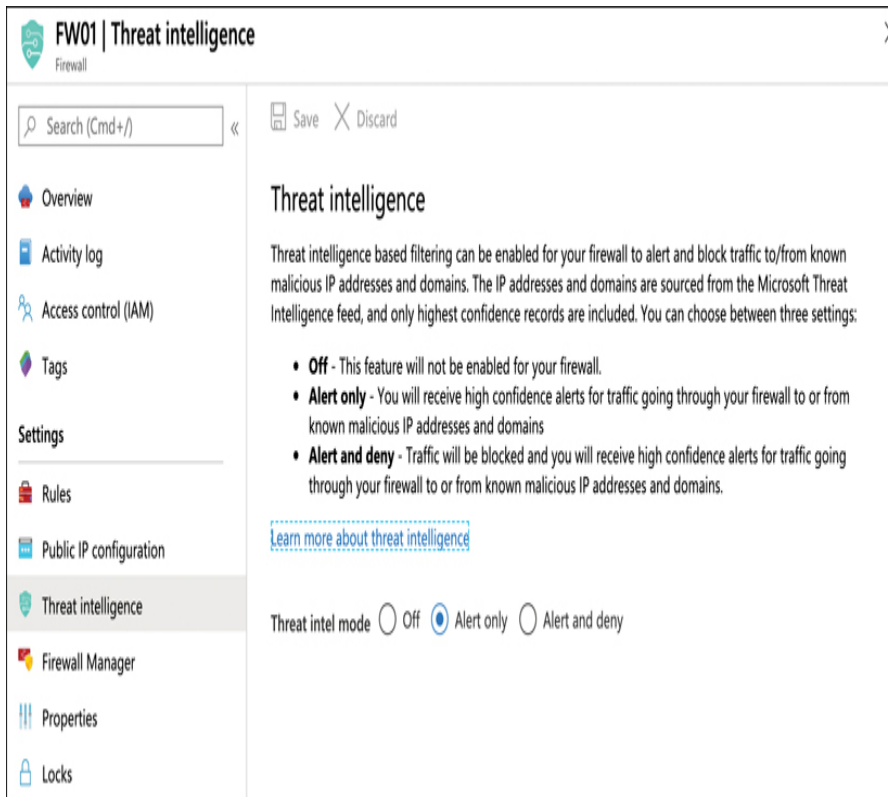 FW01 | Threat intelligence
Firewall
Search (Cmd+/)
«
Overview
Activity log
Access control (IAM)
Tags
Settings
Rules
Public IP configuration
Threat intelligence
Firewall Manager
Properties
Locks
Save Discard
Threat intelligence
Threat intelligence based filtering can be enabled for your firewall to alert and block traffic to/from known
malicious IP addresses and domains. The IP addresses and domains are sourced from the Microsoft Threat
Intelligence feed, and only highest confidence records are included. You can choose between three settings:
• Off - This feature will not be enabled for your firewall.
• Alert only - You will receive high confidence alerts for traffic going through your firewall to or from
known malicious IP addresses and domains
• Alert and deny - Traffic will be blocked and you will receive high confidence alerts for traffic going
through your firewall to or from known malicious IP addresses and domains.
Learn more about threat intelligence
Threat intel mode Off Alert only Alert and deny